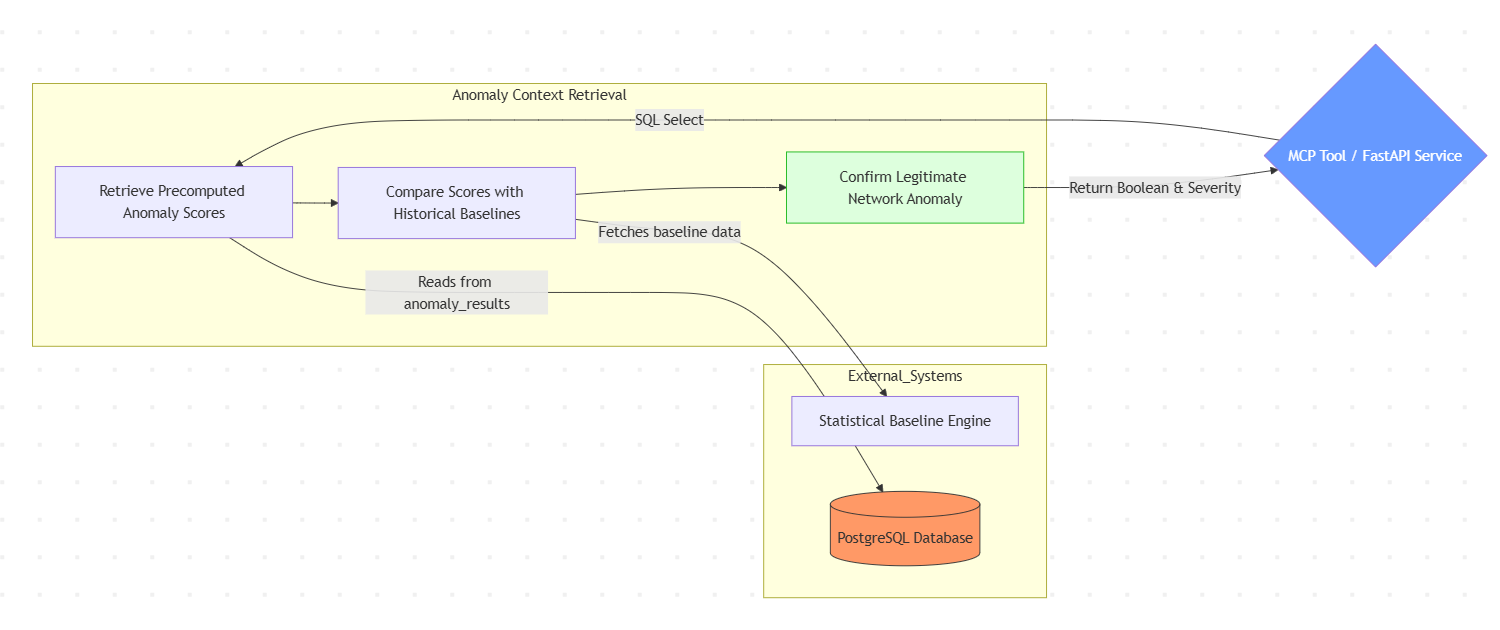 Anomaly Context Retrieval
SQL Select
MCP Tool / FastAPI Service
Retrieve Precomputed
Anomaly Scores
Compare Scores with
Historical Baselines
Confirm Legitimate
Network Anomaly
Return Boolean & Severity
Fetches baseline data
Reads from
anomaly_results
External_Systems
Statistical Baseline Engine
PostgreSQL Database